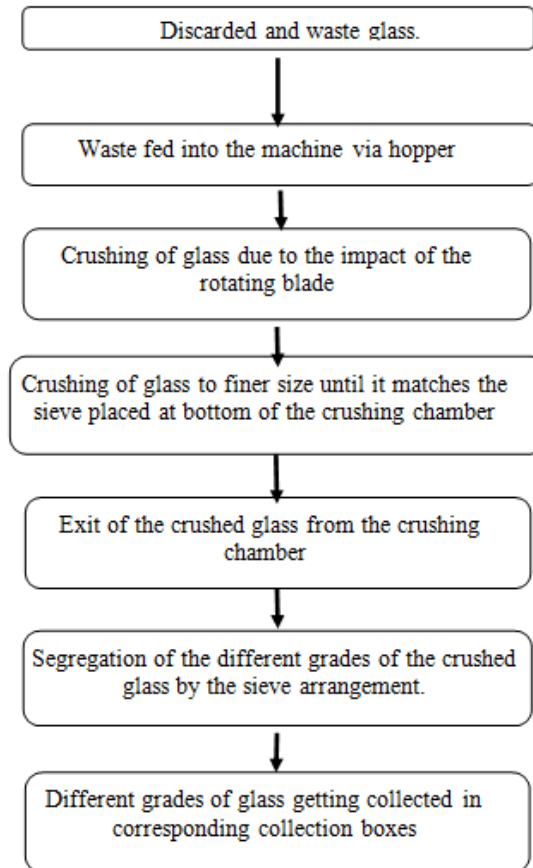 Discarded and waste glass.
Waste fed into the machine via hopper
Crushing of glass due to the impact of the
rotating blade
Crushing of glass to finer size until it matches the
sieve placed at bottom of the crushing chamber
Exit of the crushed glass from the crushing
chamber
Segregation of the different grades of the crushed
glass by the sieve arrangement.
Different grades of glass getting collected in
corresponding collection boxes